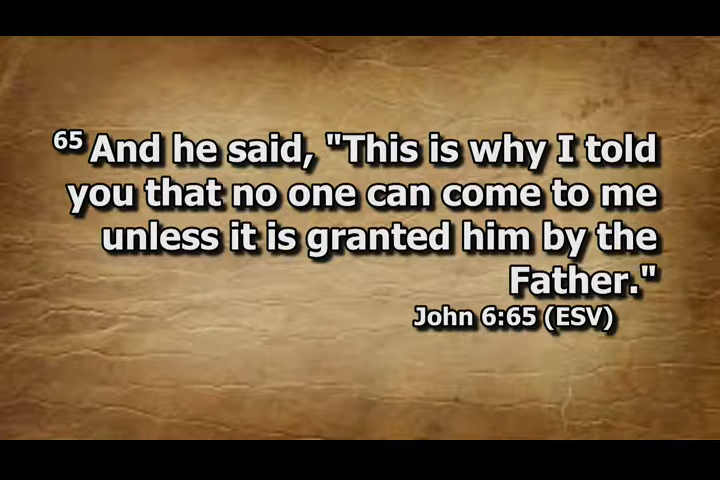 65 And he said, "This is why I told
you that no one can come to me
unless it is granted him by the
Father."
John 6:65 (ESV)